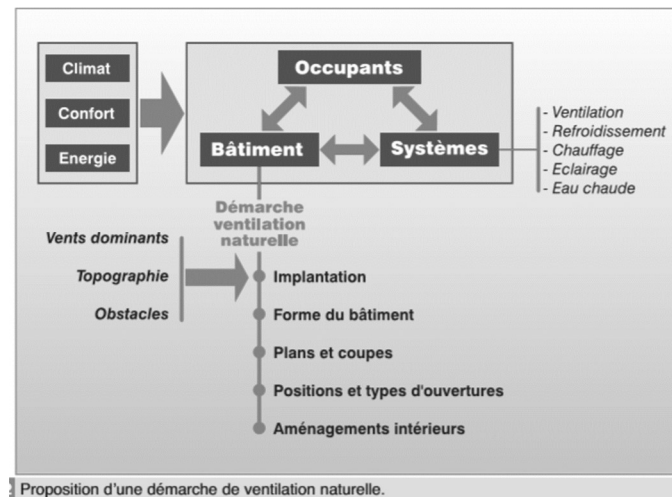 Climat
Confort
Energie
Occupants
Bâtiment
Systèmes
- Ventilation
- Refroidissement
- Chauffage
- Eclairage
- Eau chaude
Démarche
ventilation
naturelle
Vents dominants
Topographie
Obstacles
Implantation
Forme du bâtiment
Plans et coupes
Positions et types d'ouvertures
Aménagements intérieurs
Proposition d'une démarche de ventilation naturelle.